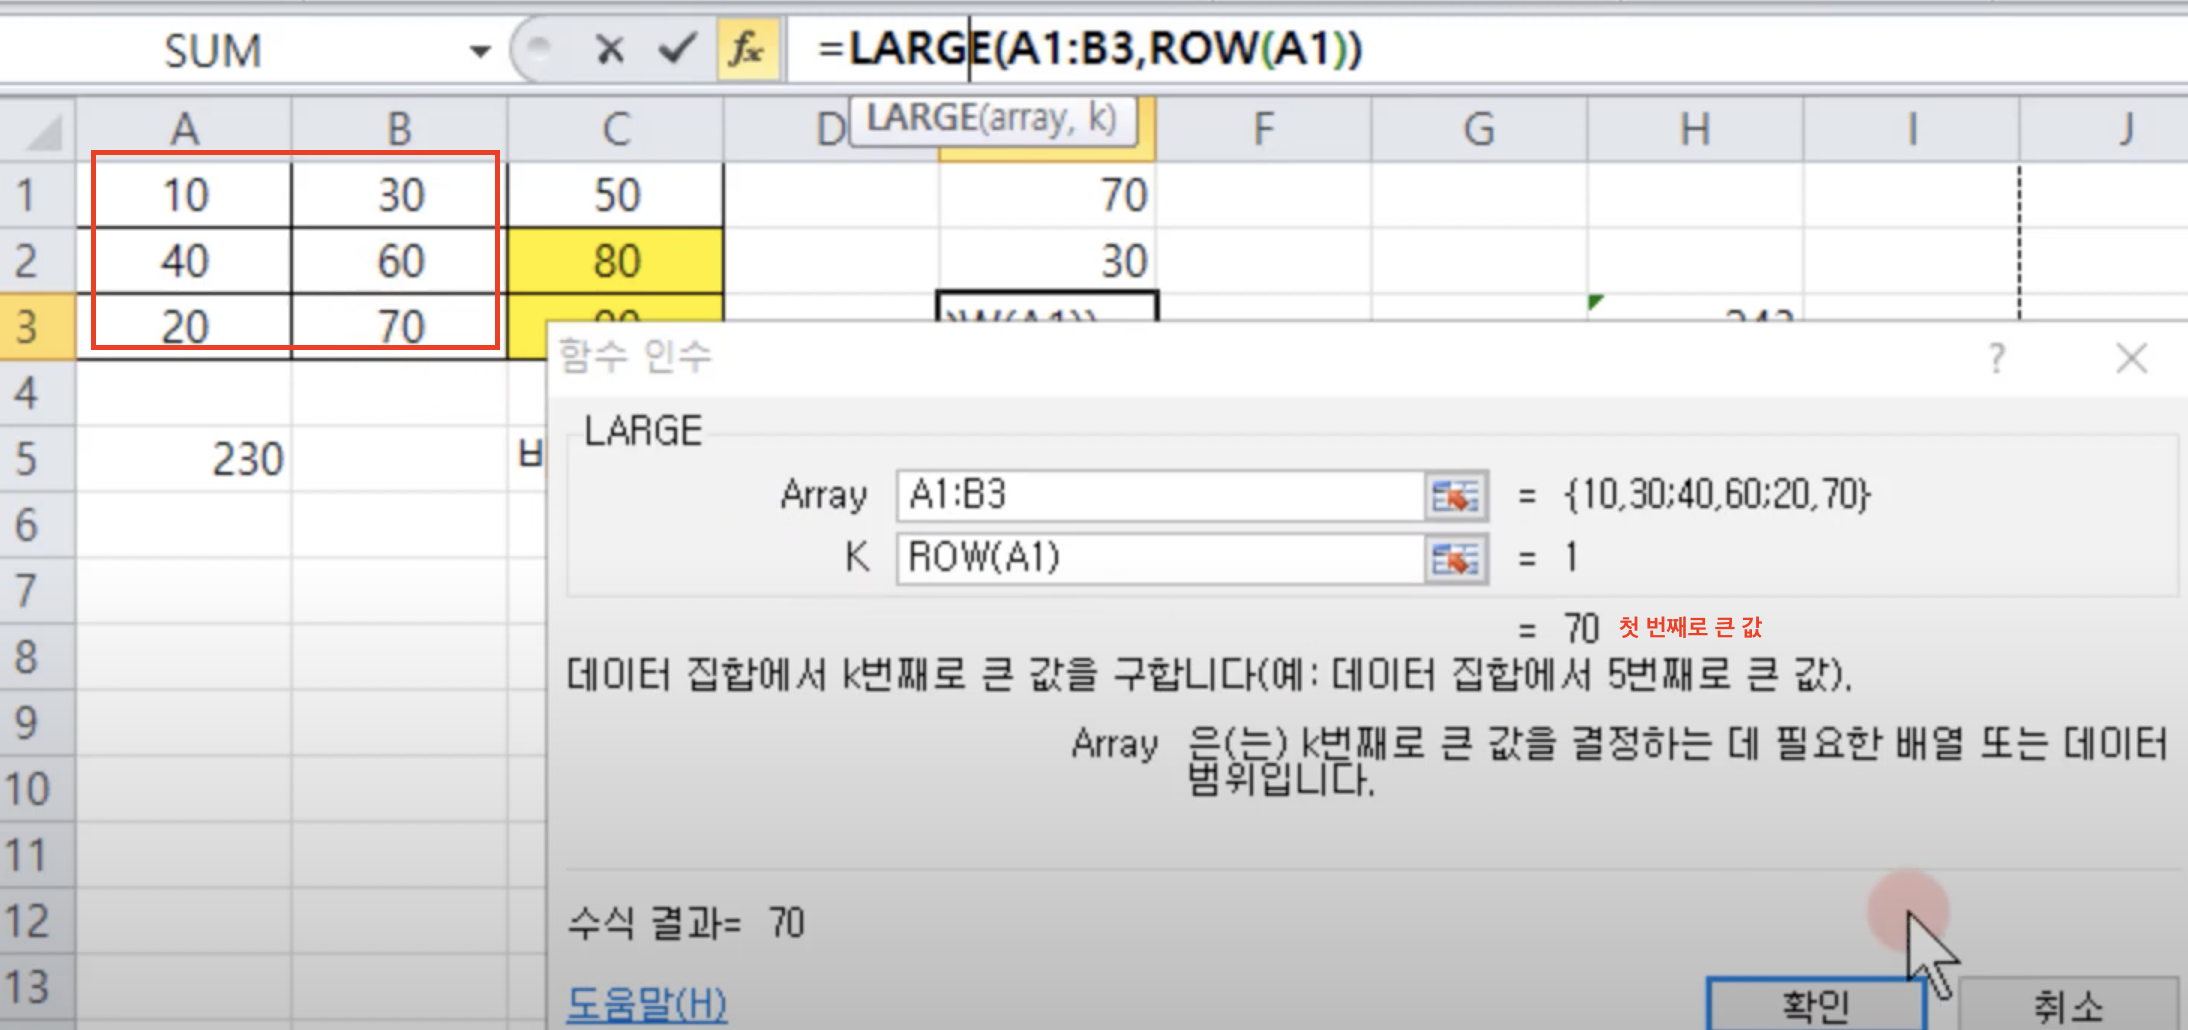 SUM =LARGE(A1:B3,ROW(A1))
LARGE(array, k)
A B C D F G H I J
1 10 30 50 70
2 40 60 80 30
3 20 70
함수 인수 ?
4
LARGE
5 230
Array A1:B3 = {10,30;40,60;20,70}
6
K ROW(A1) = 1
7
= 70 첫 번째로 큰 값
8
데이터 집합에서 k번째로 큰 값을 구합니다(예: 데이터 집합에서 5번째로 큰 값).
9
Array 은(는) k번째로 큰 값을 결정하는 데 필요한 배열 또는 데이터
범위입니다.
10
11
12
수식 결과= 70
13
도움말(H) 확인 취소